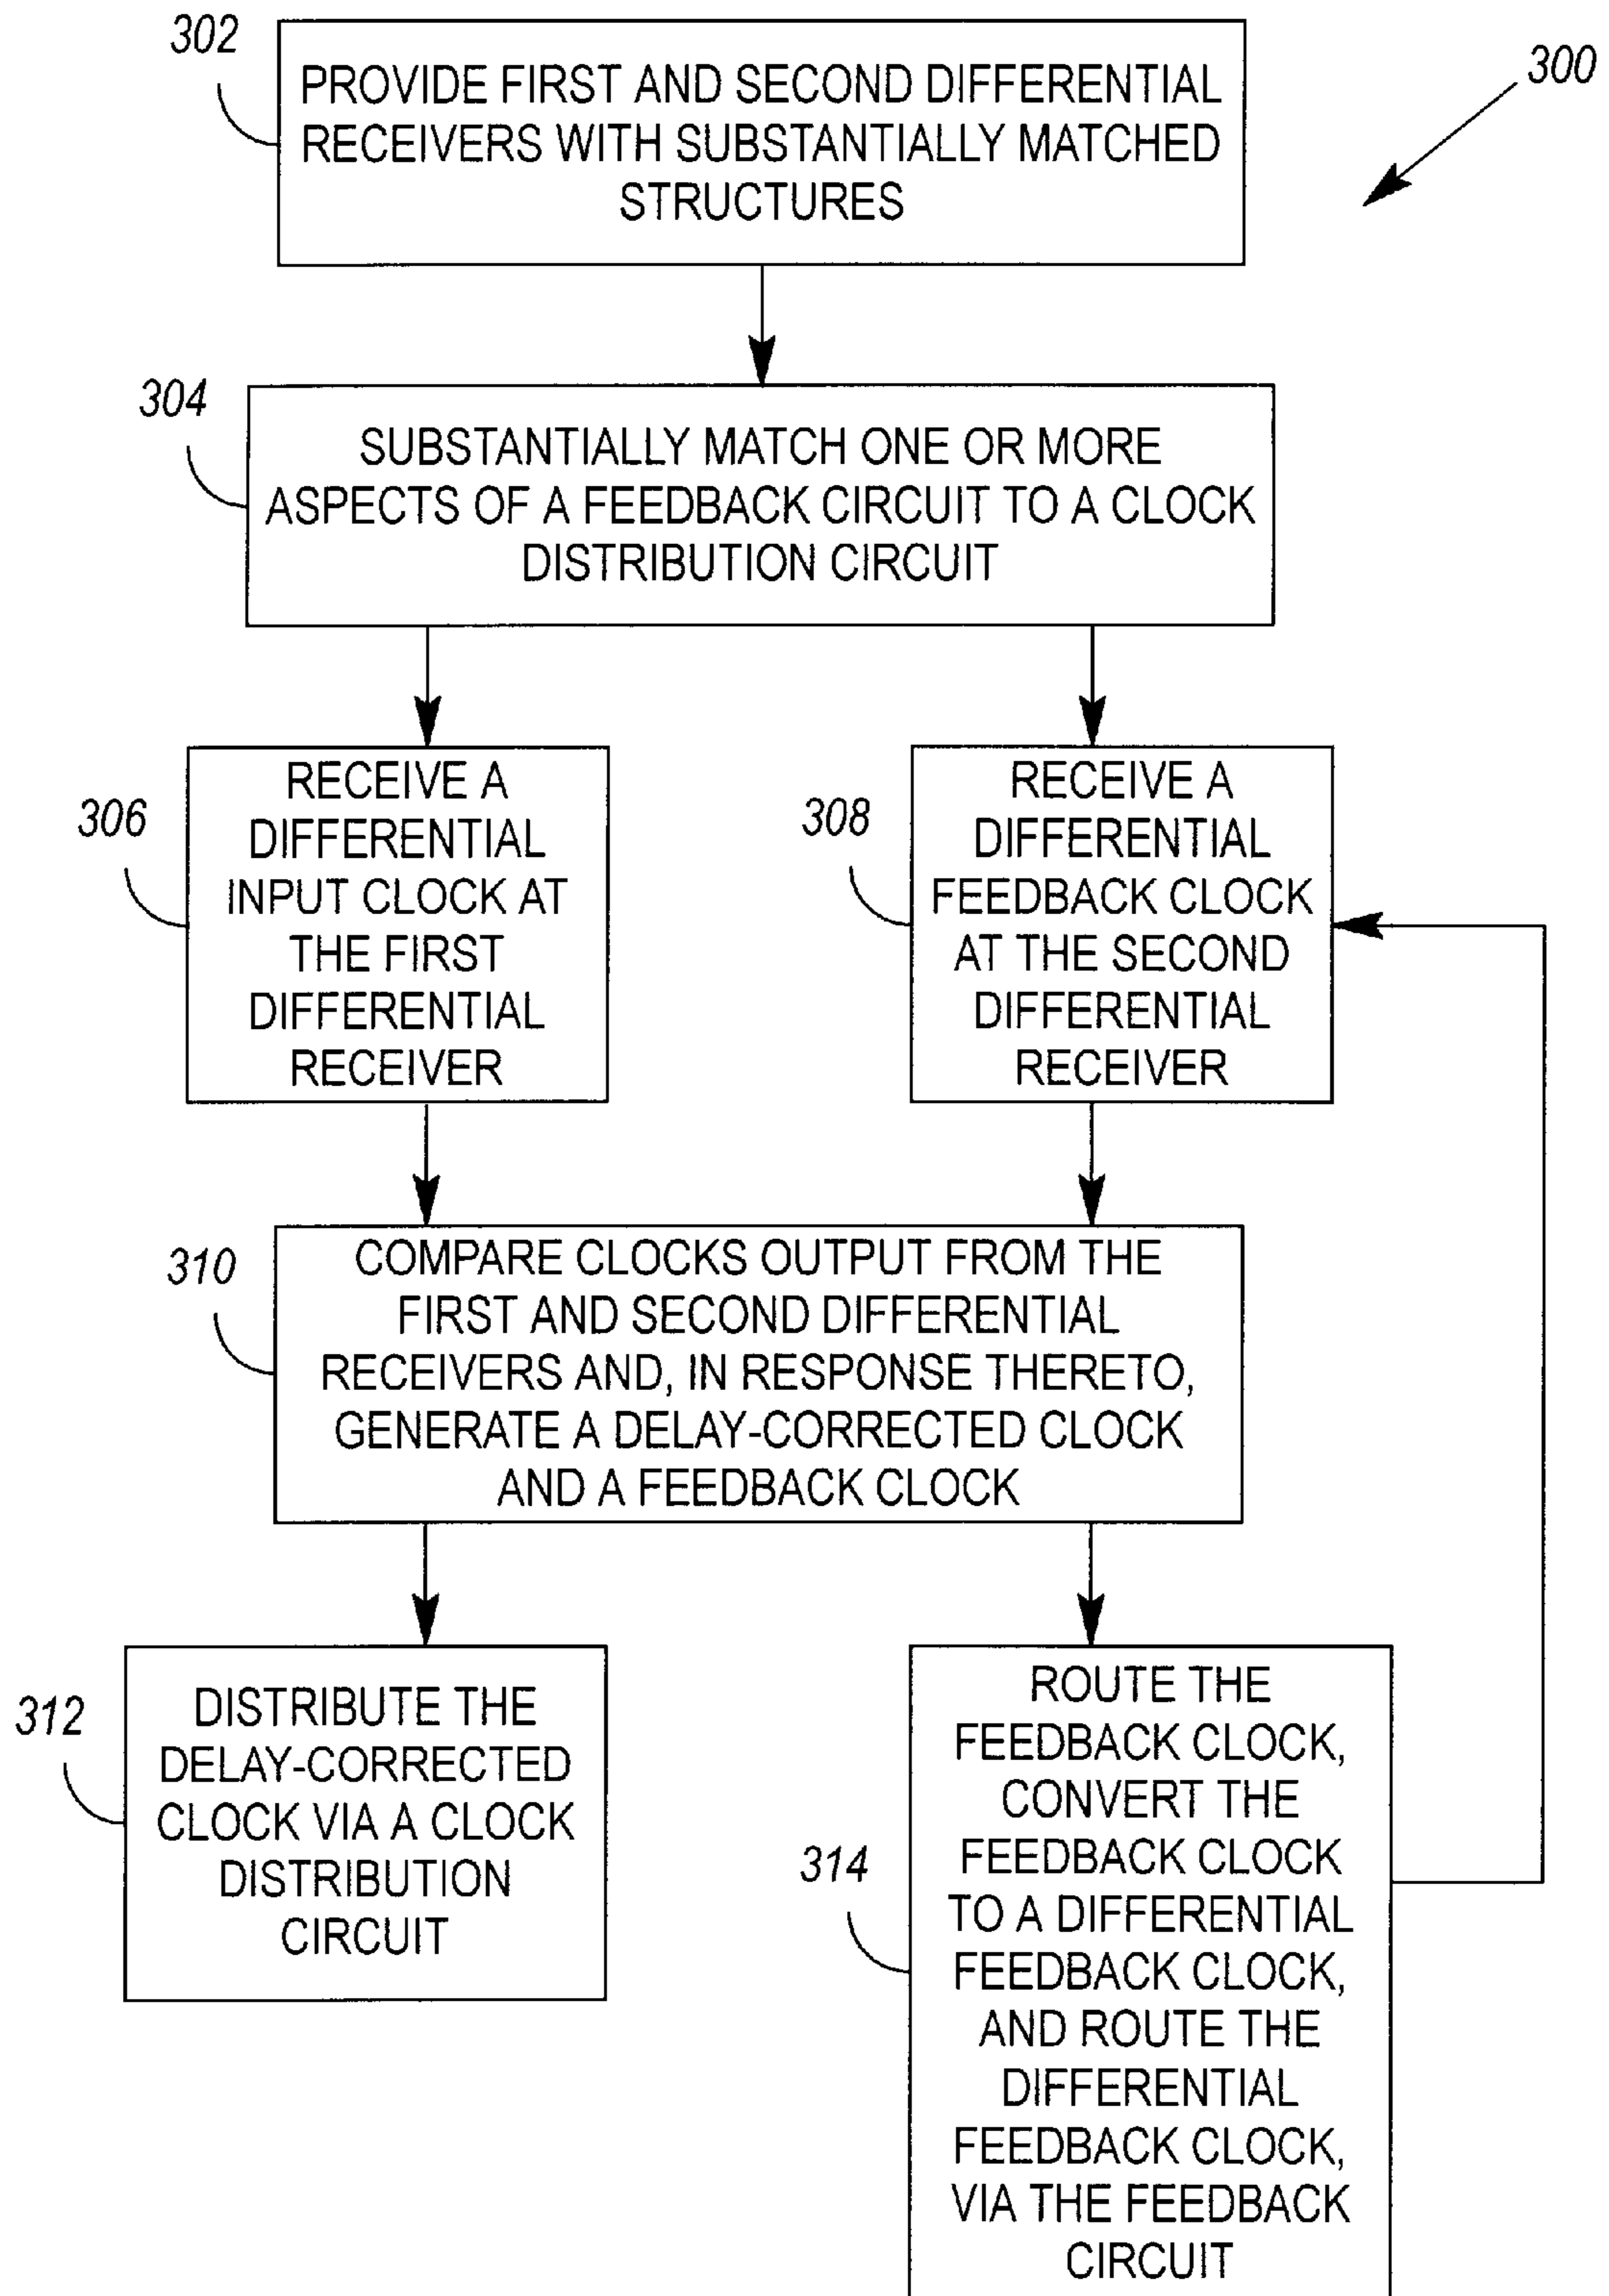 302
PROVIDE FIRST AND SECOND DIFFERENTIAL
RECEIVERS WITH SUBSTANTIALLY MATCHED
STRUCTURES
300
304
SUBSTANTIALLY MATCH ONE OR MORE
ASPECTS OF A FEEDBACK CIRCUIT TO A CLOCK
DISTRIBUTION CIRCUIT
306
RECEIVE A
DIFFERENTIAL
INPUT CLOCK AT
THE FIRST
DIFFERENTIAL
RECEIVER
308
RECEIVE A
DIFFERENTIAL
FEEDBACK CLOCK
AT THE SECOND
DIFFERENTIAL
RECEIVER
310
COMPARE CLOCKS OUTPUT FROM THE
FIRST AND SECOND DIFFERENTIAL
RECEIVERS AND, IN RESPONSE THERETO,
GENERATE A DELAY-CORRECTED CLOCK
AND A FEEDBACK CLOCK
312
DISTRIBUTE THE
DELAY-CORRECTED
CLOCK VIA A CLOCK
DISTRIBUTION
CIRCUIT
314
ROUTE THE
FEEDBACK CLOCK,
CONVERT THE
FEEDBACK CLOCK
TO A DIFFERENTIAL
FEEDBACK CLOCK,
AND ROUTE THE
DIFFERENTIAL
FEEDBACK CLOCK,
VIA THE FEEDBACK
CIRCUIT